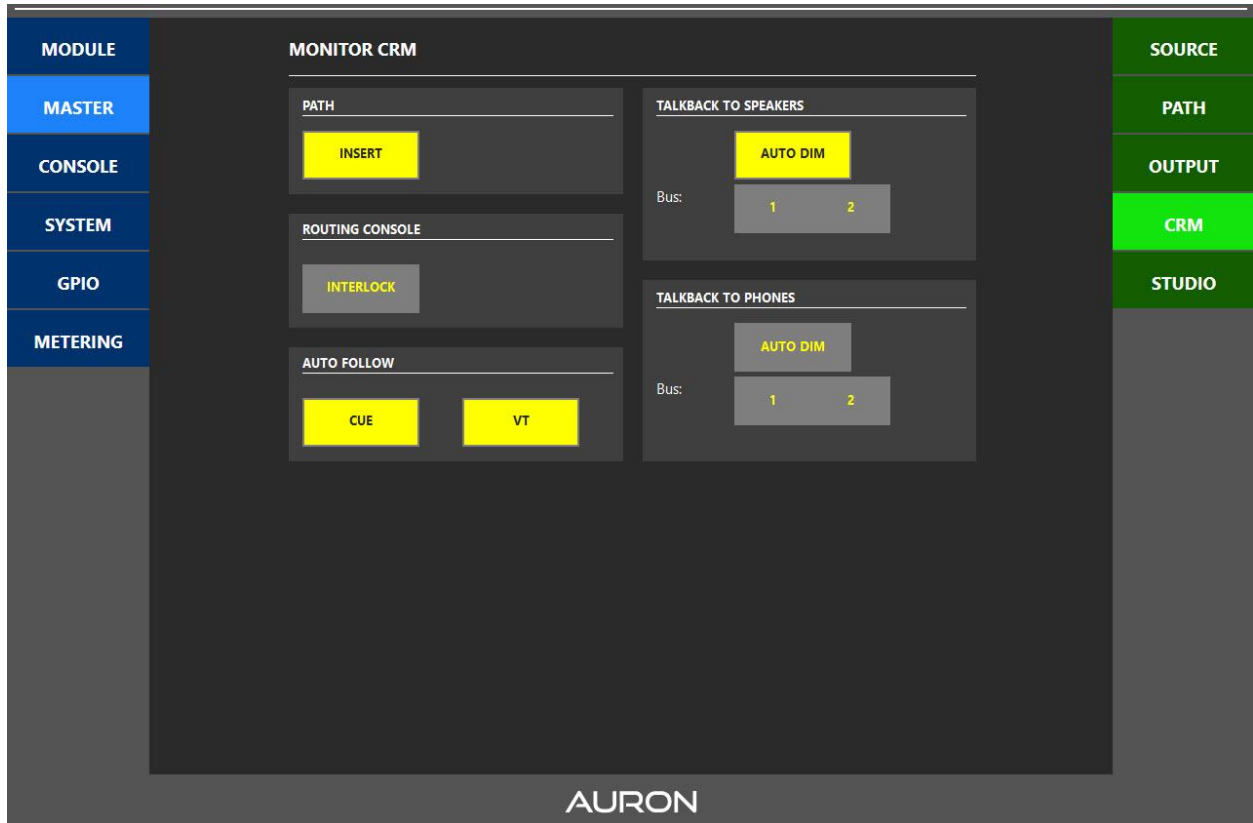 MODULE
MASTER
CONSOLE
SYSTEM
GPIO
METERING
MONITOR CRM
PATH
INSERT
ROUTING CONSOLE
INTERLOCK
AUTO FOLLOW
CUE VT
TALKBACK TO SPEAKERS
AUTO DIM
Bus: 1 2
TALKBACK TO PHONES
AUTO DIM
Bus: 1 2
SOURCE
PATH
OUTPUT
CRM
STUDIO
AURON